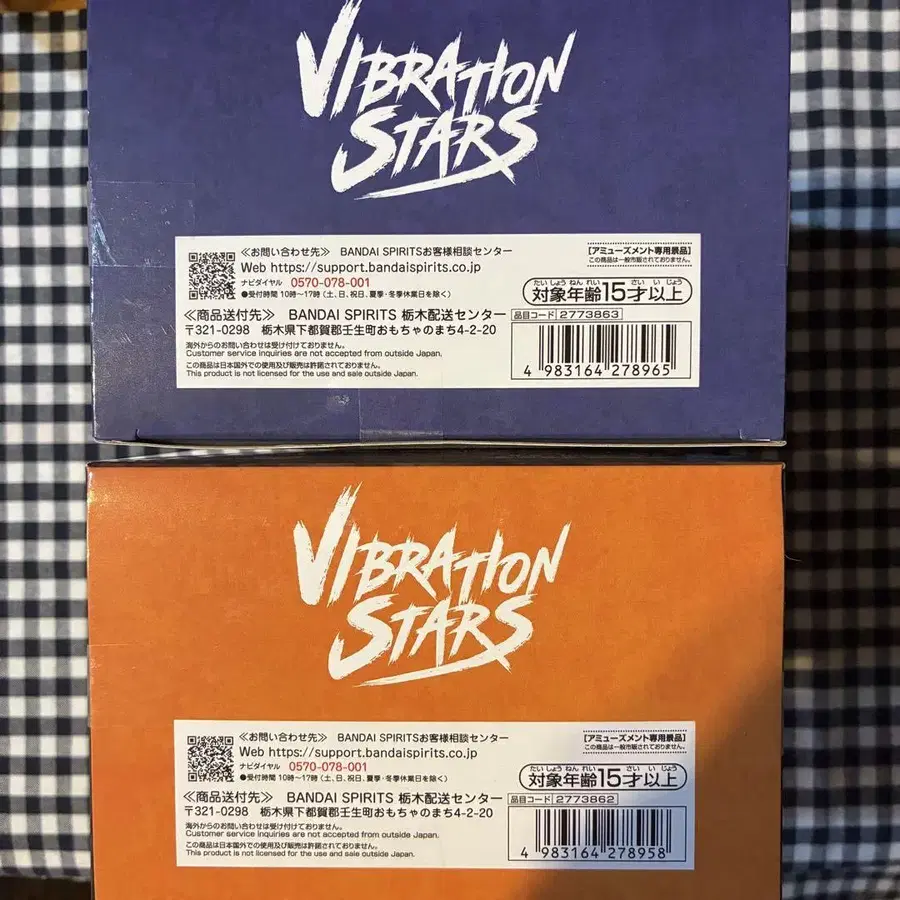 VIBRATION
STARS
≪お問い合わせ先≫ BANDAI SPIRITSお客様相談センター
Web https://support.bandaispirits.co.jp
ナビダイヤル 0570-078-001
●受付時間 10時〜17時(土、日、祝日、夏季・冬季休業日を除く)
≪商品送付先≫ BANDAI SPIRITS 栃木配送センター
〒321-0298 栃木県下都賀郡壬生町おもちゃのまち4-2-20
海外からのお問い合わせは受け付けておりません。
Customer service inquiries are not accepted from outside Japan.
この商品は日本国外での使用及び販売は許諾されておりません。
This product is not licensed for the use and sale outside Japan.
[アミューズメント専用景品]
この商品は一般市販されておりません。
たい しょう ねん れい さい い じょう
対象年齢15才以上
品目コード 2773863
4 983164 278965
VIBRATION
STARS
≪お問い合わせ先≫ BANDAI SPIRITSお客様相談センター
Web https://support.bandaispirits.co.jp
ナビダイヤル 0570-078-001
●受付時間 10時〜17時(土、日、祝日、夏季・冬季休業日を除く)
≪商品送付先≫ BANDAI SPIRITS 栃木配送センター
〒321-0298 栃木県下都賀郡壬生町おもちゃのまち4-2-20
海外からのお問い合わせは受け付けておりません。
Customer service inquiries are not accepted from outside Japan.
この商品は日本国外での使用及び販売は許諾されておりません。
This product is not licensed for the use and sale outside Japan.
[アミューズメント専用景品]
この商品は一般市販されておりません。
たい しょう ねん れい さい い じょう
対象年齢15才以上
品目コード 2773862
4 983164 278958